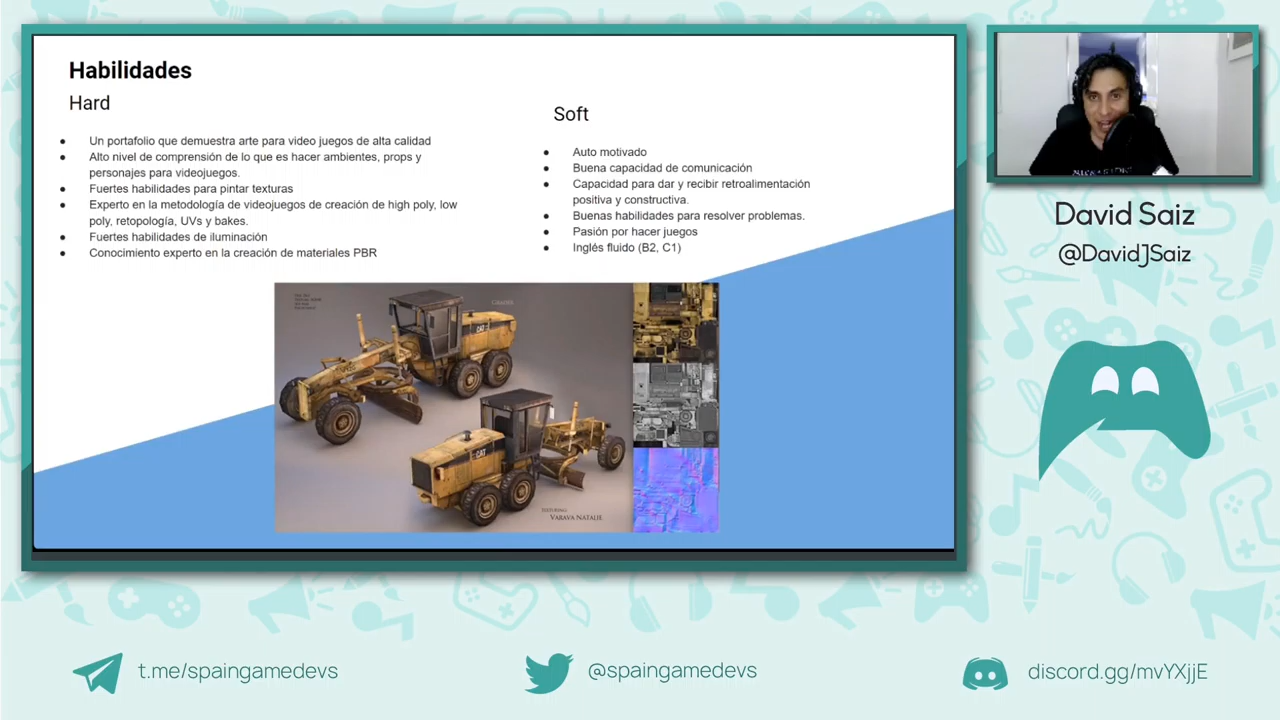 Habilidades
Hard
Un portafolio que demuestra arte para video juegos de alta calidad
Alto nivel de comprensión de lo que es hacer ambientes, props y
personajes para videojuegos.
Fuertes habilidades para pintar texturas
Experto en la metodología de videojuegos de creación de high poly, low
poly, retopología, UVs y bakes.
Fuertes habilidades de iluminación
Conocimiento experto en la creación de materiales PBR
Soft
Auto motivado
Buena capacidad de comunicación
Capacidad para dar y recibir retroalimentación
positiva y constructiva.
Buenas habilidades para resolver problemas.
Pasión por hacer juegos
Inglés fluido (B2, C1)
CAT
CAT
Varava Natalie
David Saiz
@DavidJSaiz
t.me/spaingamedevs
@spaingamedevs
discord.gg/mvYXjjE